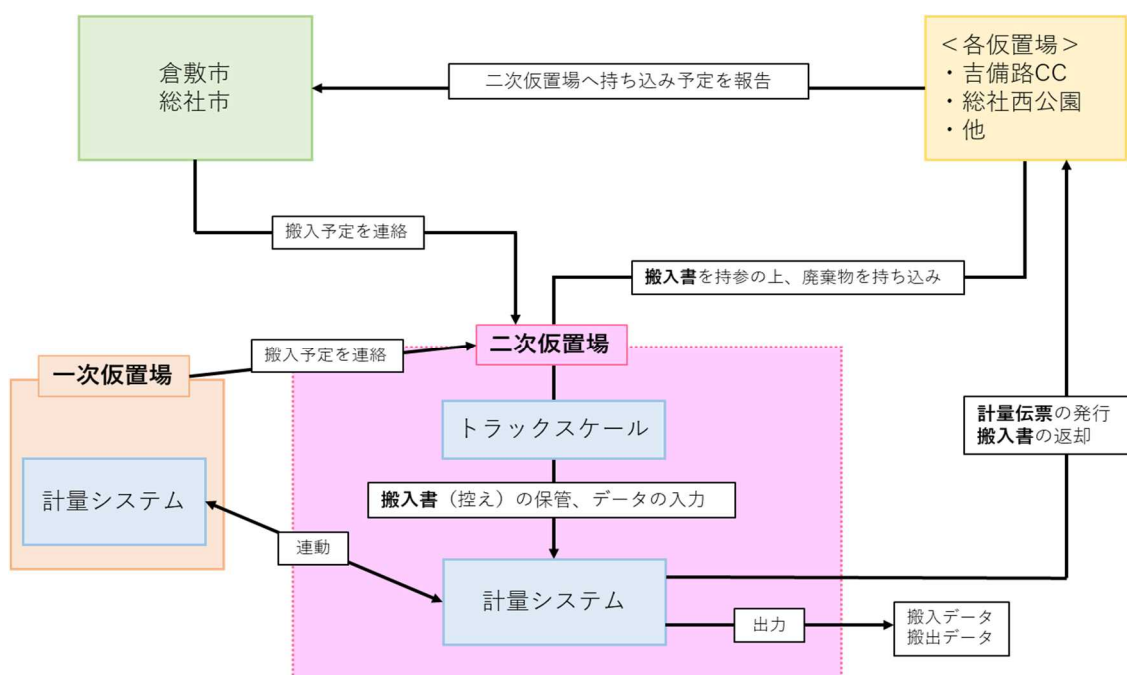 倉敷市
総社市
二次仮置場へ持ち込み予定を報告
＜各仮置場＞
・吉備路CC
・総社西公園
・他
搬入予定を連絡
搬入書を持参の上、廃棄物を持ち込み
二次仮置場
搬入予定を連絡
一次仮置場
トラックスケール
計量伝票の発行
搬入書の返却
計量システム
搬入書（控え）の保管、データの入力
連動
計量システム
出力
搬入データ
搬出データ